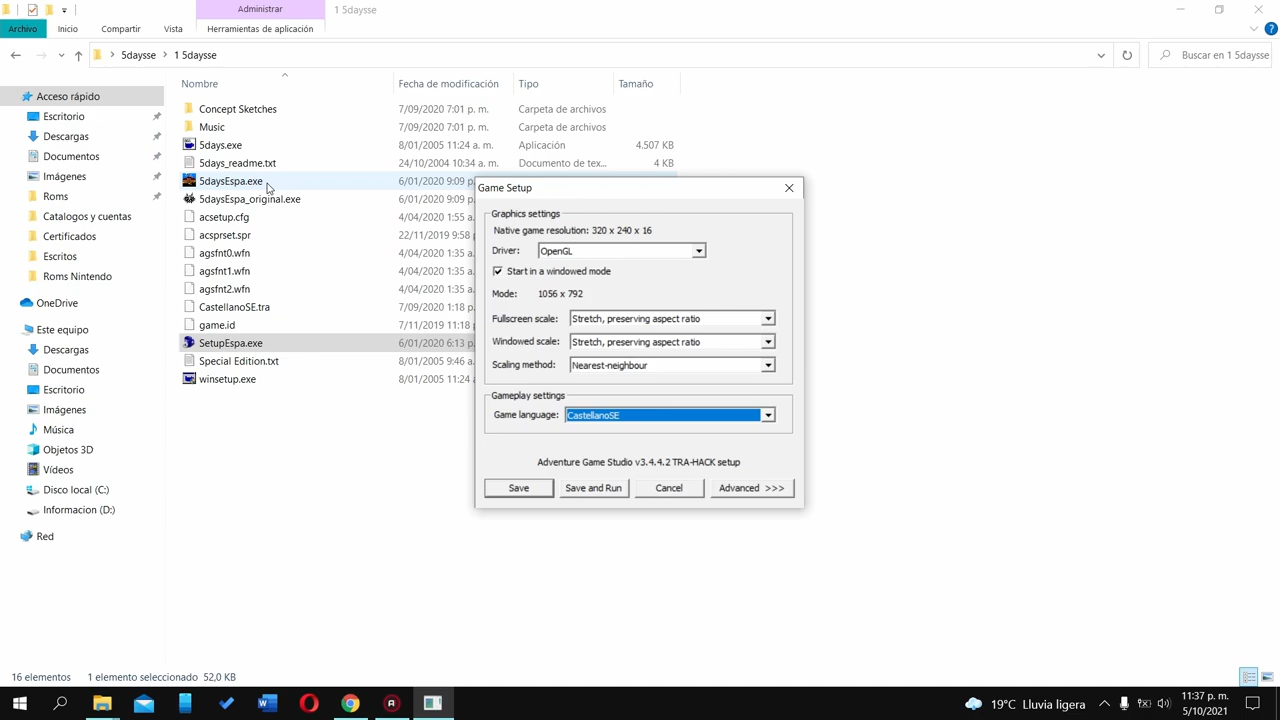 Administrar
1 5daysse
Archivo
Inicio
Compartir
Vista
Herramientas de aplicación
5daysse
1 5daysse
Buscar en 1 5daysse
Nombre
Fecha de modificación
Tipo
Tamaño
Acceso rápido
Escritorio
Descargas
Documentos
Imágenes
Roms
Catalogos y cuentas
Certificados
Escritos
Roms Nintendo
OneDrive
Este equipo
Descargas
Documentos
Escritorio
Imágenes
Música
Objetos 3D
Vídeos
Disco local (C:)
Informacion (D:)
Red
Concept Sketches 7/09/2020 7:01 p. m. Carpeta de archivos
Music 7/09/2020 7:01 p. m. Carpeta de archivos
5days.exe 8/01/2005 11:24 a. m. Aplicación 4.507 KB
5days_readme.txt 24/10/2004 10:34 a. m. Documento de tex... 4 KB
5daysEspa.exe 6/01/2020 9:09 p. m.
5daysEspa_original.exe 6/01/2020 9:09 p.
acsetup.cfg 4/04/2020 1:55 a.
acsprset.spr 22/11/2019 9:58
agsfnt0.wfn 4/04/2020 1:35 a.
agsfnt1.wfn 4/04/2020 1:35 a.
agsfnt2.wfn 4/04/2020 1:35 a.
CastellanoSE.tra 7/09/2020 1:18 p.
game.id 7/11/2019 11:18
SetupEspa.exe 6/01/2020 6:13 p.
Special Edition.txt 8/01/2005 9:46 a.
winsetup.exe 8/01/2005 11:24
Game Setup
Graphics settings
Native game resolution: 320 x 240 x 16
Driver: OpenGL
Start in a windowed mode
Mode: 1056 x 792
Fullscreen scale: Stretch, preserving aspect ratio
Windowed scale: Stretch, preserving aspect ratio
Scaling method: Nearest-neighbour
Gameplay settings
Game language: CastellanoSE
Adventure Game Studio v3.4.4.2 TRA-HACK setup
Save
Save and Run
Cancel
Advanced >>>
16 elementos
1 elemento seleccionado 52,0 KB
19°C Lluvia ligera
11:37 p. m.
5/10/2021